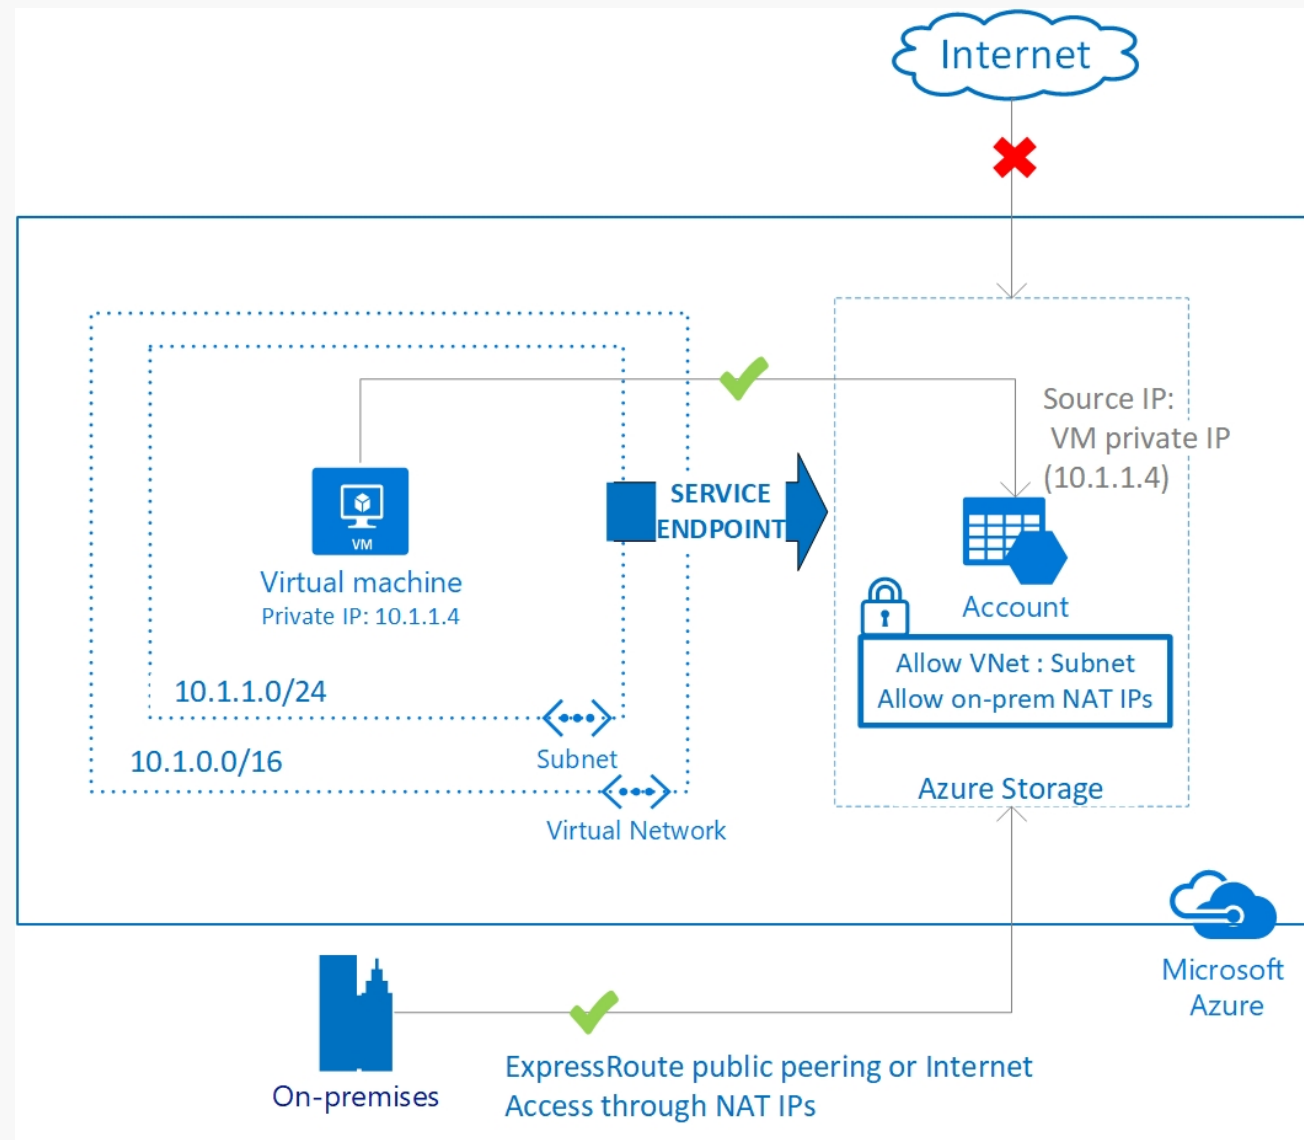 Internet
Source IP:
VM private IP
(10.1.1.4)
SERVICE
ENDPOINT
VM
Virtual machine
Private IP: 10.1.1.4
Account
Allow VNet : Subnet
Allow on-prem NAT IPs
10.1.1.0/24
Subnet
10.1.0.0/16
Azure Storage
Virtual Network
Microsoft
Azure
On-premises
ExpressRoute public peering or Internet
Access through NAT IPs